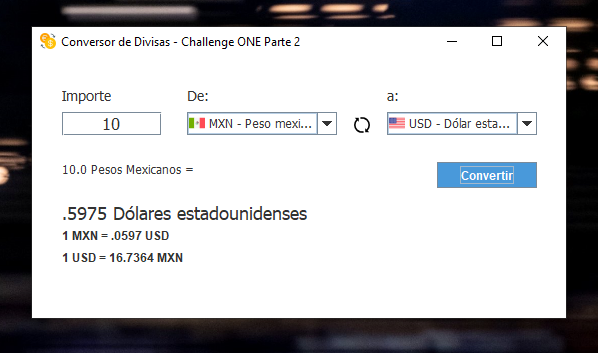 Conversor de Divisas - Challenge ONE Parte 2
Importe De: a:
10 MXN - Peso mexi... USD - Dólar esta...
10.0 Pesos Mexicanos = Convertir
.5975 Dólares estadounidenses
1 MXN = .0597 USD
1 USD = 16.7364 MXN